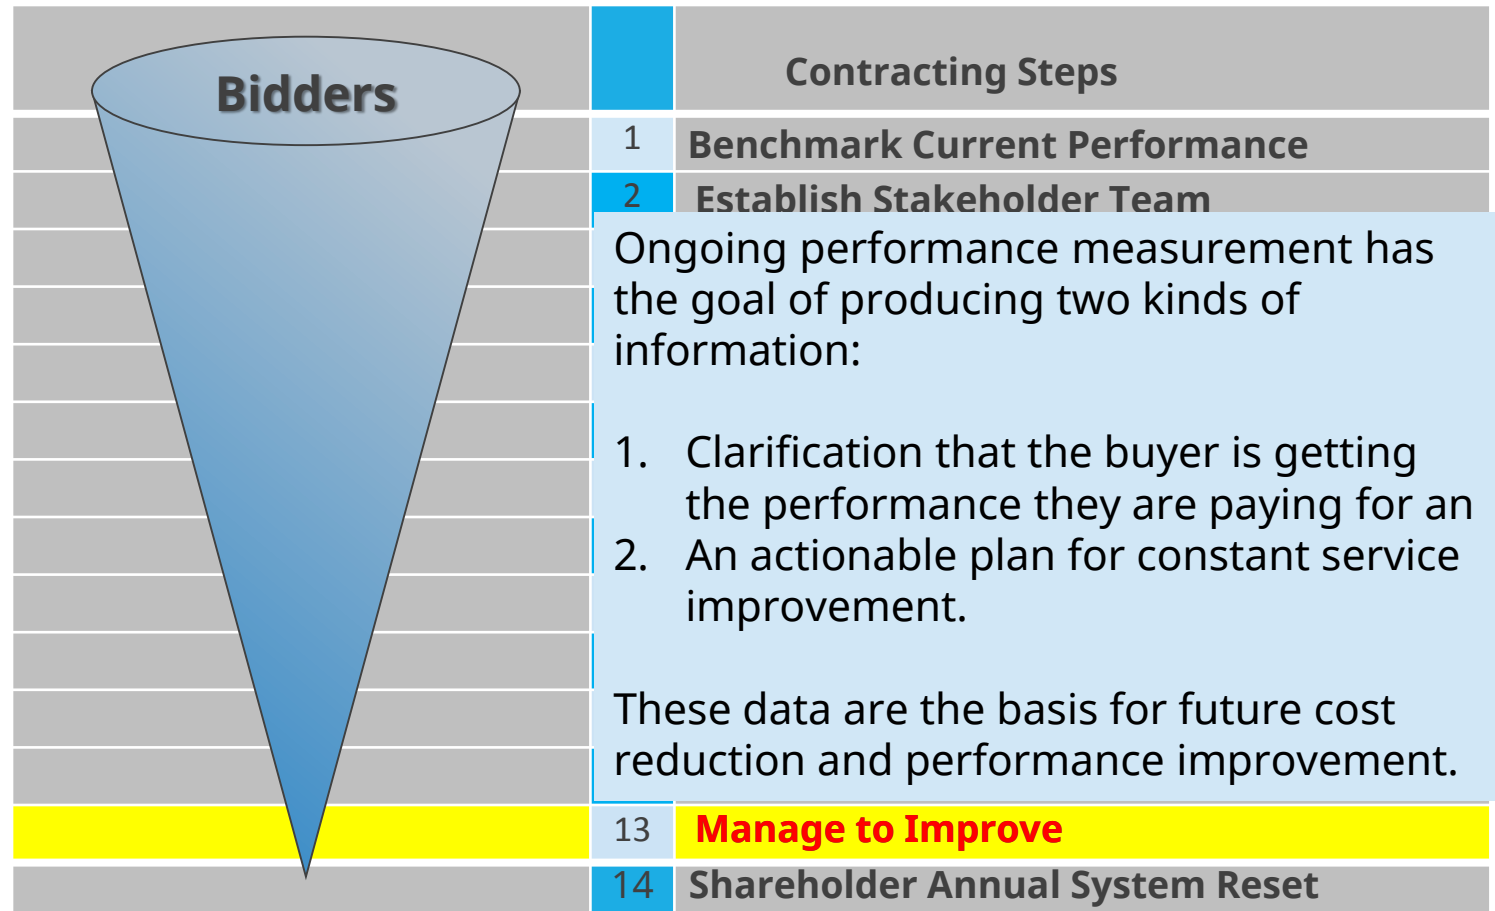 Bidders
Contracting Steps
1 Benchmark Current Performance
2 Establish Stakeholder Team
Ongoing performance measurement has
the goal of producing two kinds of
information:
1. Clarification that the buyer is getting
the performance they are paying for an
2. An actionable plan for constant service
improvement.
These data are the basis for future cost
reduction and performance improvement.
13 Manage to Improve
14 Shareholder Annual System Reset